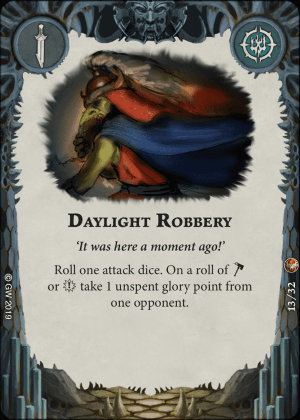 DAYLIGHT ROBBERY
'It was here a moment ago!'
Roll one attack dice. On a roll of
or take 1 unspent glory point from
one opponent.
© GW 2019
13/32